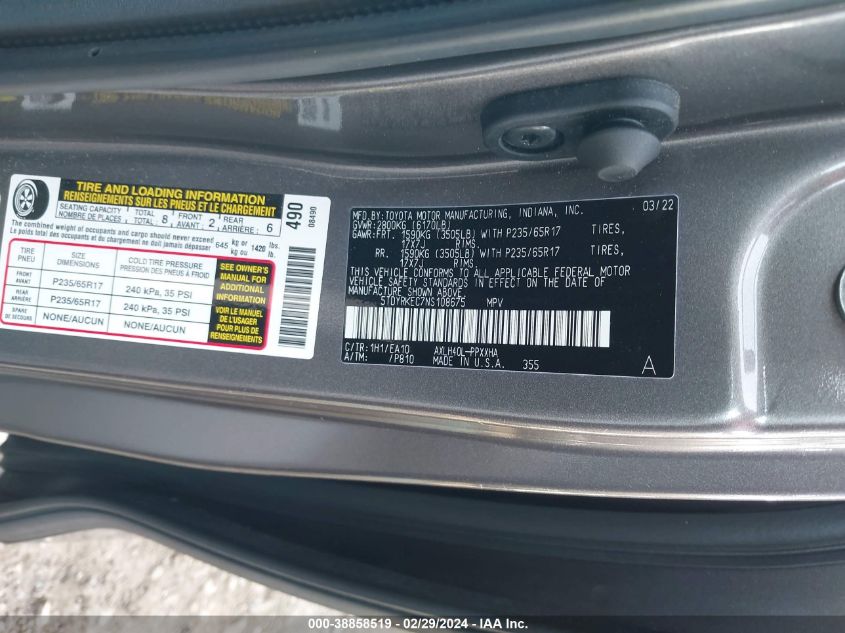 TIRE AND LOADING INFORMATION
RENSEIGNEMENTS SUR LES PNEUS ET LE CHARGEMENT
SEATING CAPACITY TOTAL 8 FRONT 2 REAR 6
NOMBRE DE PLACES TOTAL AVANT ARRIÈRE
The combined weight of occupants and cargo should never exceed 645 kg or 1420 lbs.
Le poids total des occupants et du chargement ne doit jamais dépasser kg ou lb.
TIRE SIZE COLD TIRE PRESSURE
PNEU DIMENSIONS PRESSION DES PNEUS À FROID
FRONT
AVANT P235/65R17 240 kPa, 35 PSI
REAR
ARRIÈRE P235/65R17 240 kPa, 35 PSI
SPARE
DE SECOURS NONE/AUCUN NONE/AUCUN
SEE OWNER'S
MANUAL FOR
ADDITIONAL
INFORMATION
VOIR LE MANUEL
DE L'USAGER
POUR PLUS DE
RENSEIGNEMENTS
490
08490
MFD.BY:TOYOTA MOTOR MANUFACTURING, INDIANA, INC. 03/22
GVWR:2800KG (6170LB)
GAWR:FRT. 1590KG (3505LB) WITH P235/65R17 TIRES,
17X7J RIMS.
RR. 1590KG (3505LB) WITH P235/65R17 TIRES,
17X7J RIMS.
THIS VEHICLE CONFORMS TO ALL APPLICABLE FEDERAL MOTOR
VEHICLE SAFETY STANDARDS IN EFFECT ON THE DATE OF
MANUFACTURE SHOWN ABOVE.
5TDYRKEC7NS108675 MPV
C/TR:1H1/EA10 AXLH40L-PPXXHA
A/TM: /P810 MADE IN U.S.A. 355 A
000-38858519 - 02/29/2024 - IAAI.com